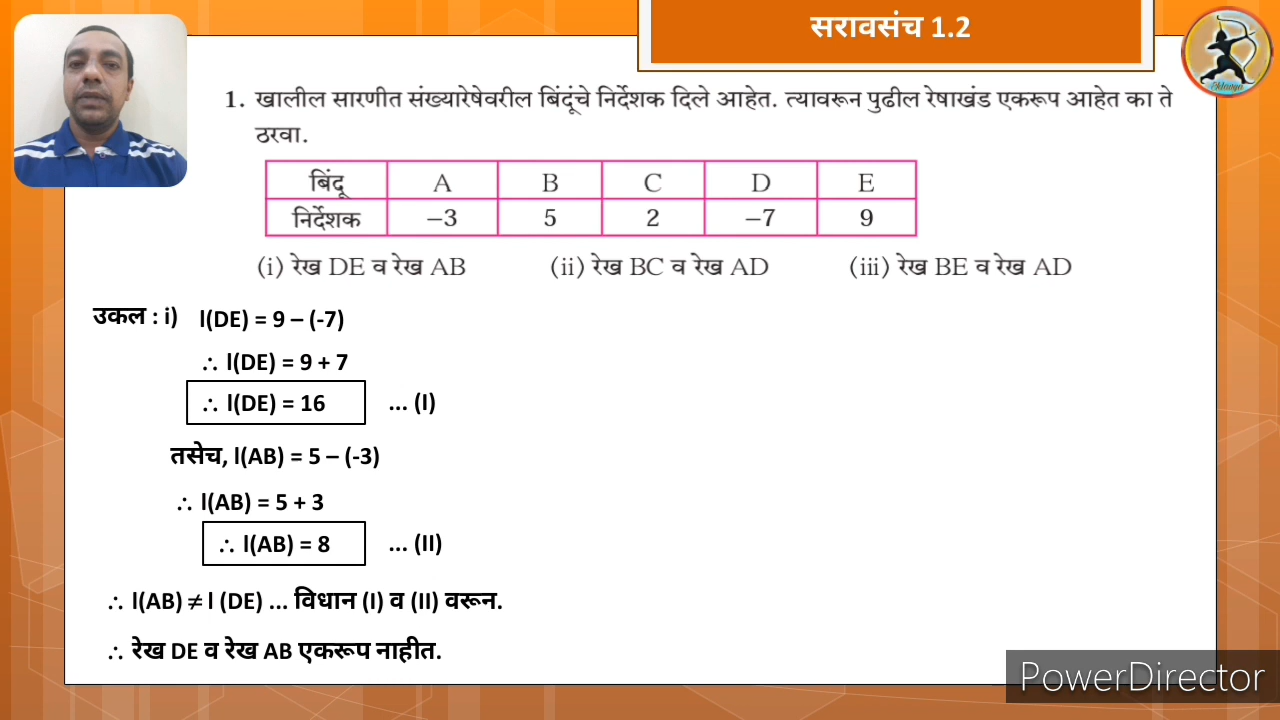 सरावसंच 1.2
1. खालील सारणीत संख्यारेषेवरील बिंदूंचे निर्देशक दिले आहेत. त्यावरून पुढील रेषाखंड एकरूप आहेत का ते
ठरवा.
बिंदू A B C D E
निर्देशक –3 5 2 –7 9
(i) रेख DE व रेख AB (ii) रेख BC व रेख AD (iii) रेख BE व रेख AD
उकल : i) l(DE) = 9 – (-7)
∴ l(DE) = 9 + 7
∴ l(DE) = 16 ... (I)
तसेच, l(AB) = 5 – (-3)
∴ l(AB) = 5 + 3
∴ l(AB) = 8 ... (II)
∴ l(AB) ≠ l (DE) ... विधान (I) व (II) वरून.
∴ रेख DE व रेख AB एकरूप नाहीत.
PowerDirector